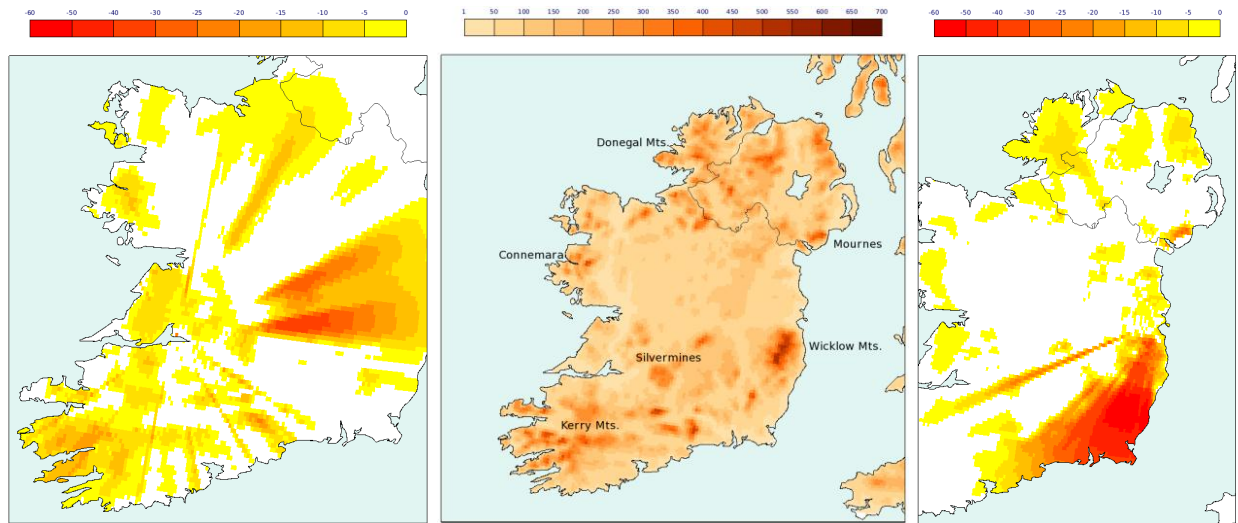 -60 -50 -40 -30 -25 -20 -15 -10 -5 0
1 50 100 150 200 250 300 350 400 450 500 550 600 650 700
-60 -50 -40 -30 -25 -20 -15 -10 -5 0
Donegal Mts.
Mournes
Connemara
Wicklow Mts.
Silvermines
Kerry Mts.